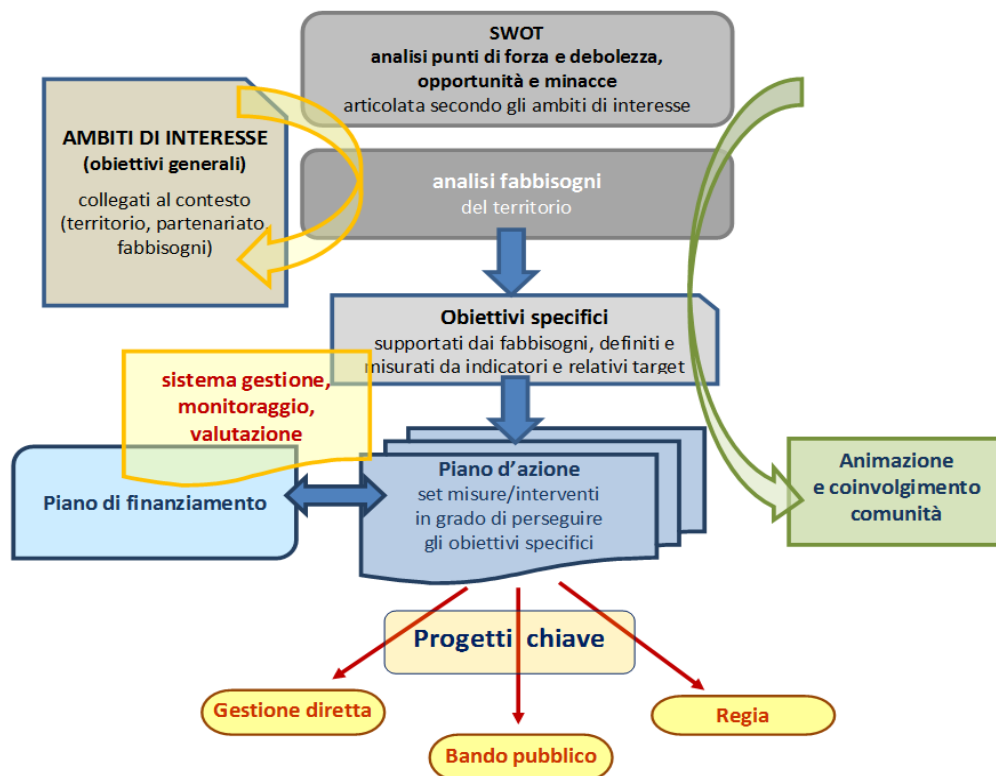 SWOT
analisi punti di forza e debolezza,
opportunità e minacce
articolata secondo gli ambiti di interesse
AMBITI DI INTERESSE
(obiettivi generali)
collegati al contesto
(territorio, partenariato,
fabbisogni)
analisi fabbisogni
del territorio
Obiettivi specifici
supportati dai fabbisogni, definiti e
misurati da indicatori e relativi target
sistema gestione,
monitoraggio,
valutazione
Piano di finanziamento
Piano d’azione
set misure/interventi
in grado di perseguire
gli obiettivi specifici
Animazione
e coinvolgimento
comunità
Progetti chiave
Gestione diretta
Bando pubblico
Regia